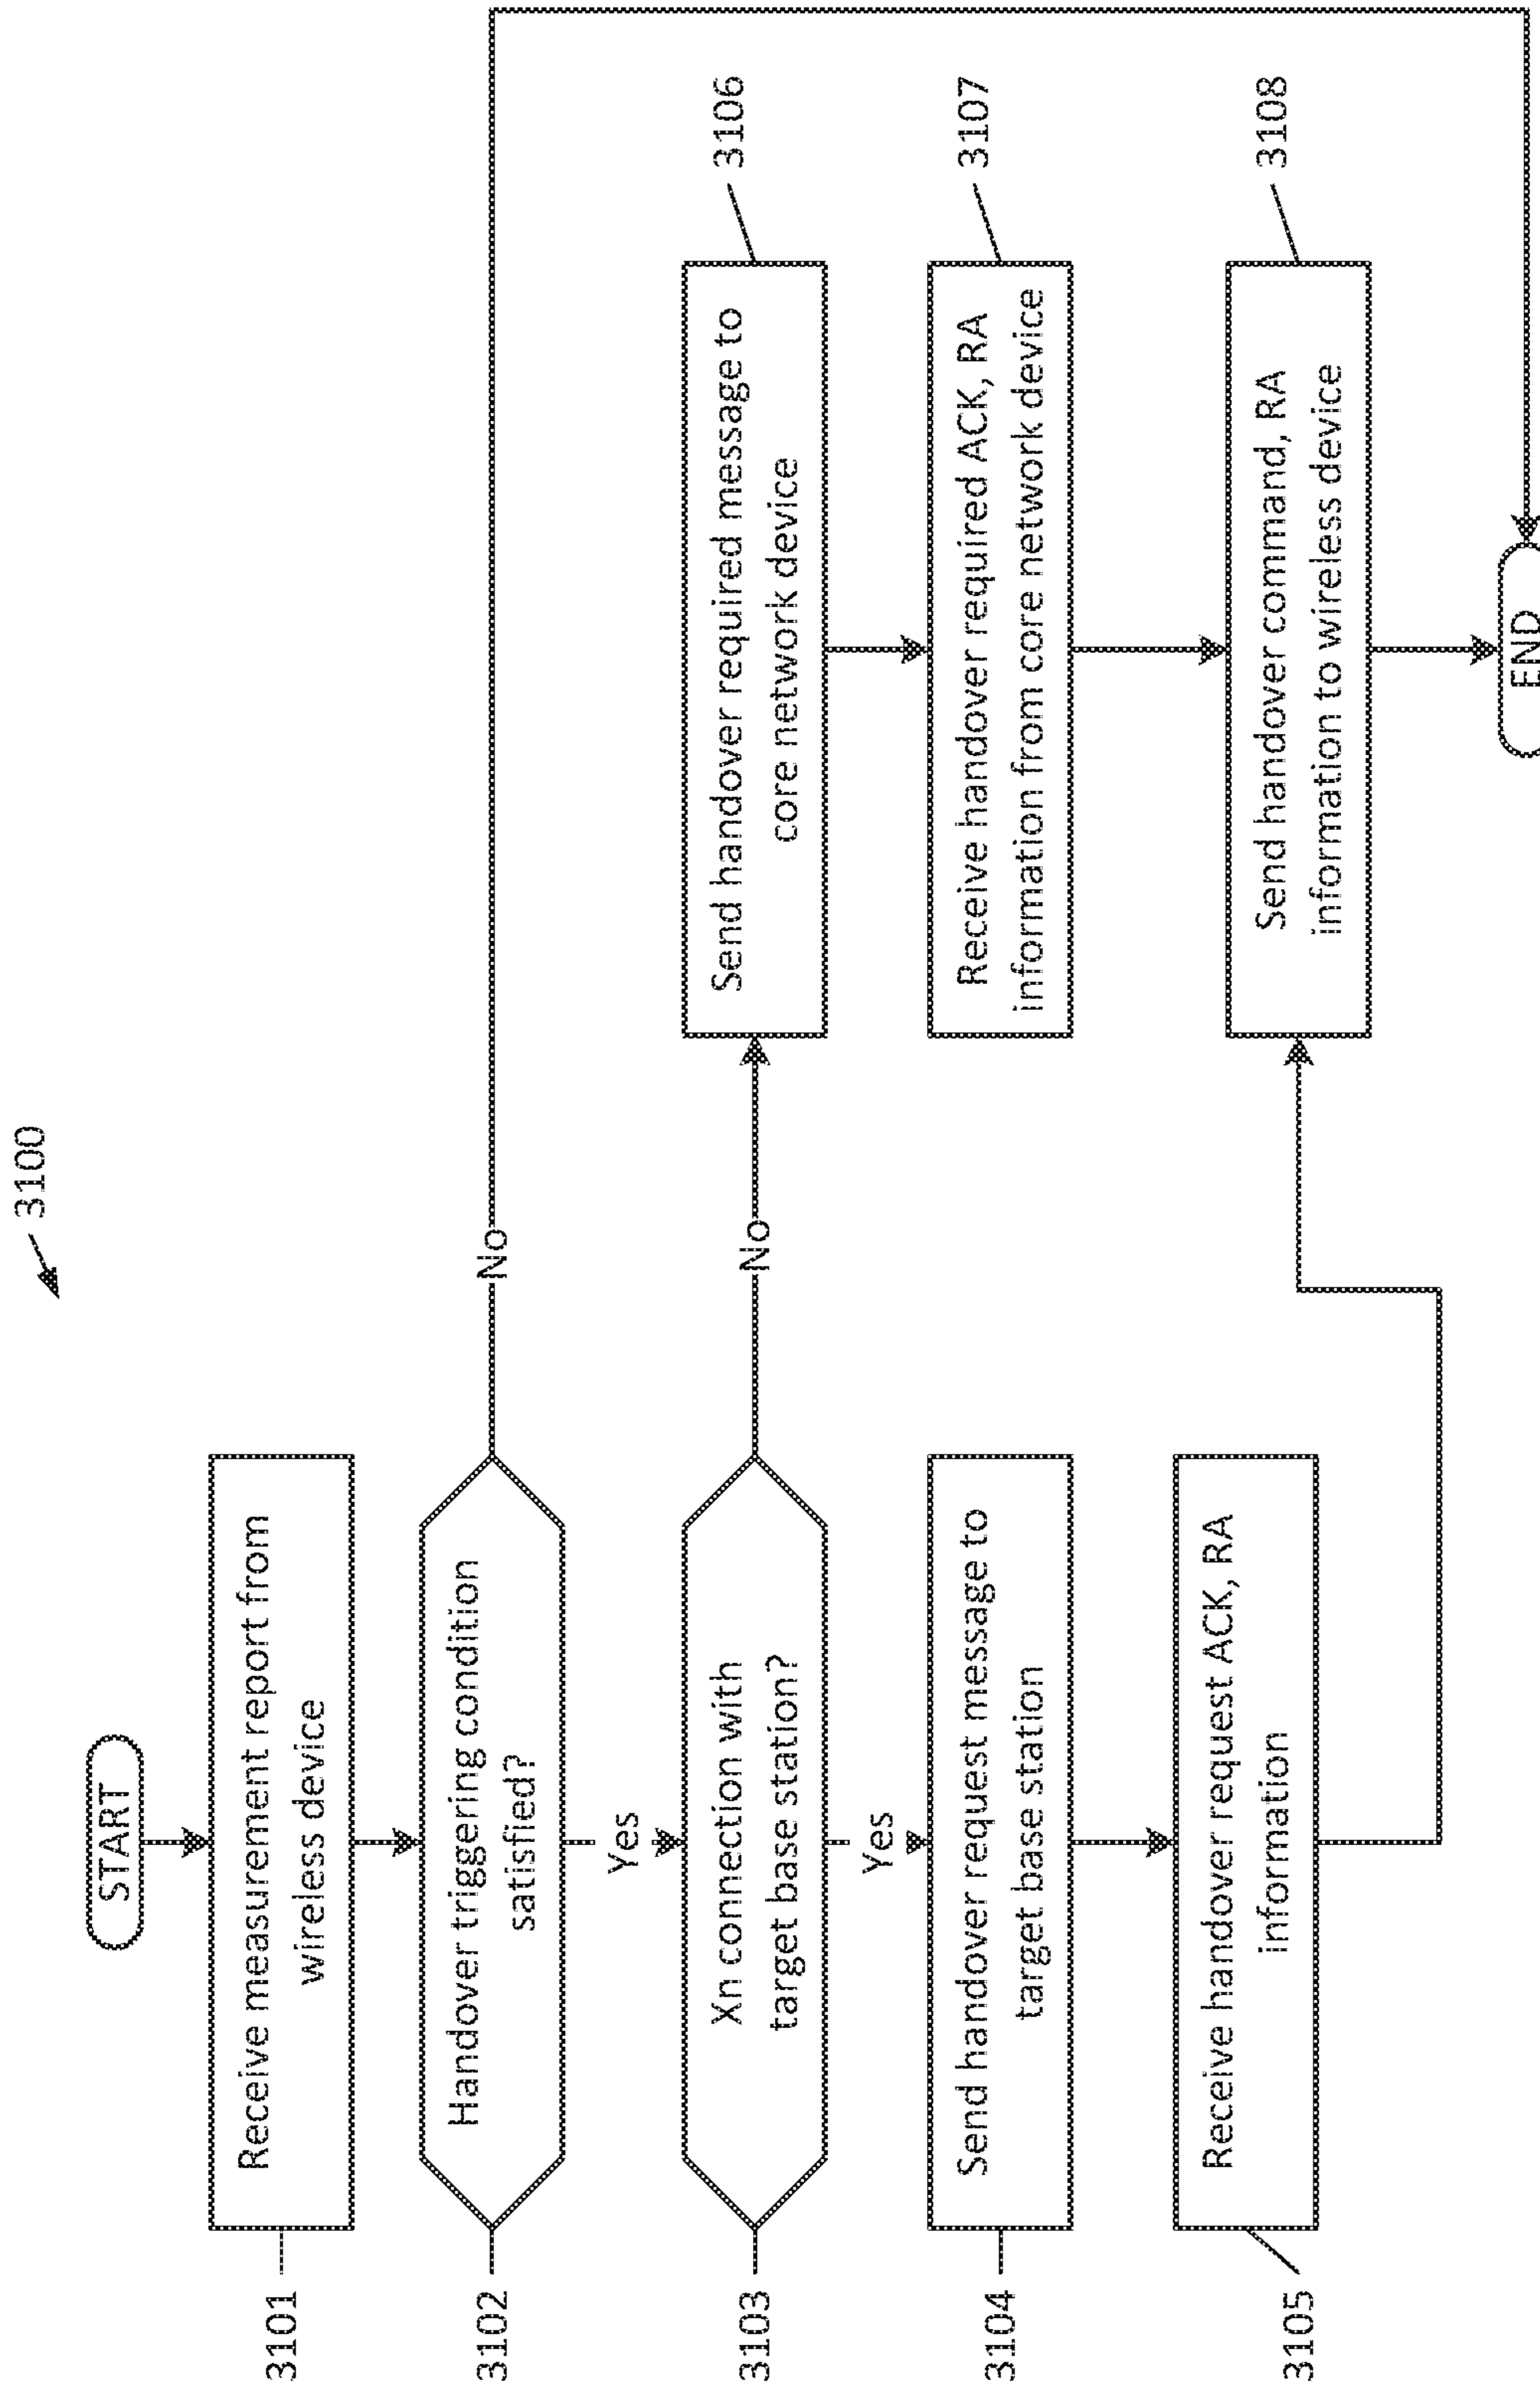 3100
START
3101
Receive measurement report from
wireless device
3102
Handover triggering condition
satisfied?
No
Yes
3103
Xn connection with
target base station?
No
Yes
3104
Send handover request message to
target base station
3105
Receive handover request ACK, RA
information
3106
Send handover required message to
core network device
3107
Receive handover required ACK, RA
information from core network device
3108
Send handover command, RA
information to wireless device
END